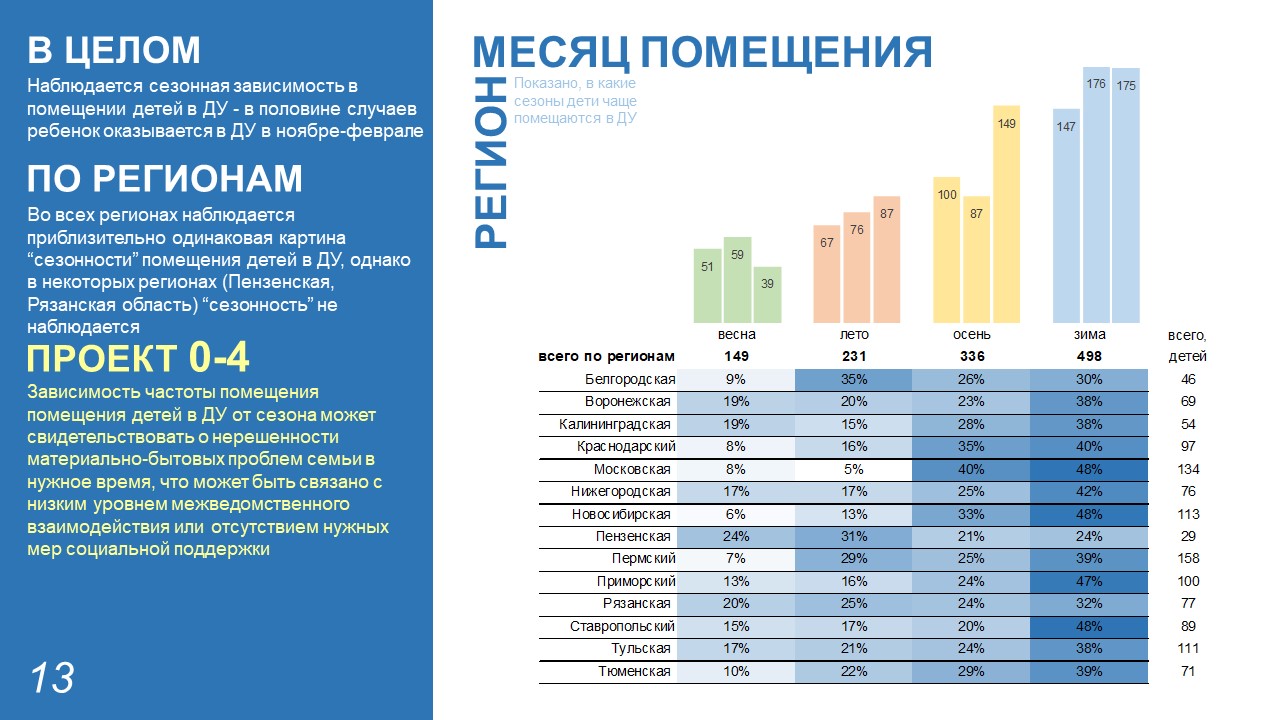 В ЦЕЛОМ
Наблюдается сезонная зависимость в
помещении детей в ДУ - в половине случаев
ребенок оказывается в ДУ в ноябре-феврале
ПО РЕГИОНАМ
Во всех регионах наблюдается
приблизительно одинаковая картина
“сезонности” помещения детей в ДУ, однако
в некоторых регионах (Пензенская,
Рязанская область) “сезонность” не
наблюдается
ПРОЕКТ 0-4
Зависимость частоты помещения
помещения детей в ДУ от сезона может
свидетельствовать о нерешенности
материально-бытовых проблем семьи в
нужное время, что может быть связано с
низким уровнем межведомственного
взаимодействия или отсутствием нужных
мер социальной поддержки
13
МЕСЯЦ ПОМЕЩЕНИЯ
РЕГИОН
Показано, в какие
сезоны дети чаще
помещаются в ДУ
51 59 39 67 76 87 100 87 149 147 176 175
весна лето осень зима всего,
всего по регионам 149 231 336 498 детей
Белгородская 9% 35% 26% 30% 46
Воронежская 19% 20% 23% 38% 69
Калининградская 19% 15% 28% 38% 54
Краснодарский 8% 16% 35% 40% 97
Московская 8% 5% 40% 48% 134
Нижегородская 17% 17% 25% 42% 76
Новосибирская 6% 13% 33% 48% 113
Пензенская 24% 31% 21% 24% 29
Пермский 7% 29% 25% 39% 158
Приморский 13% 16% 24% 47% 100
Рязанская 20% 25% 24% 32% 77
Ставропольский 15% 17% 20% 48% 89
Тульская 17% 21% 24% 38% 111
Тюменская 10% 22% 29% 39% 71